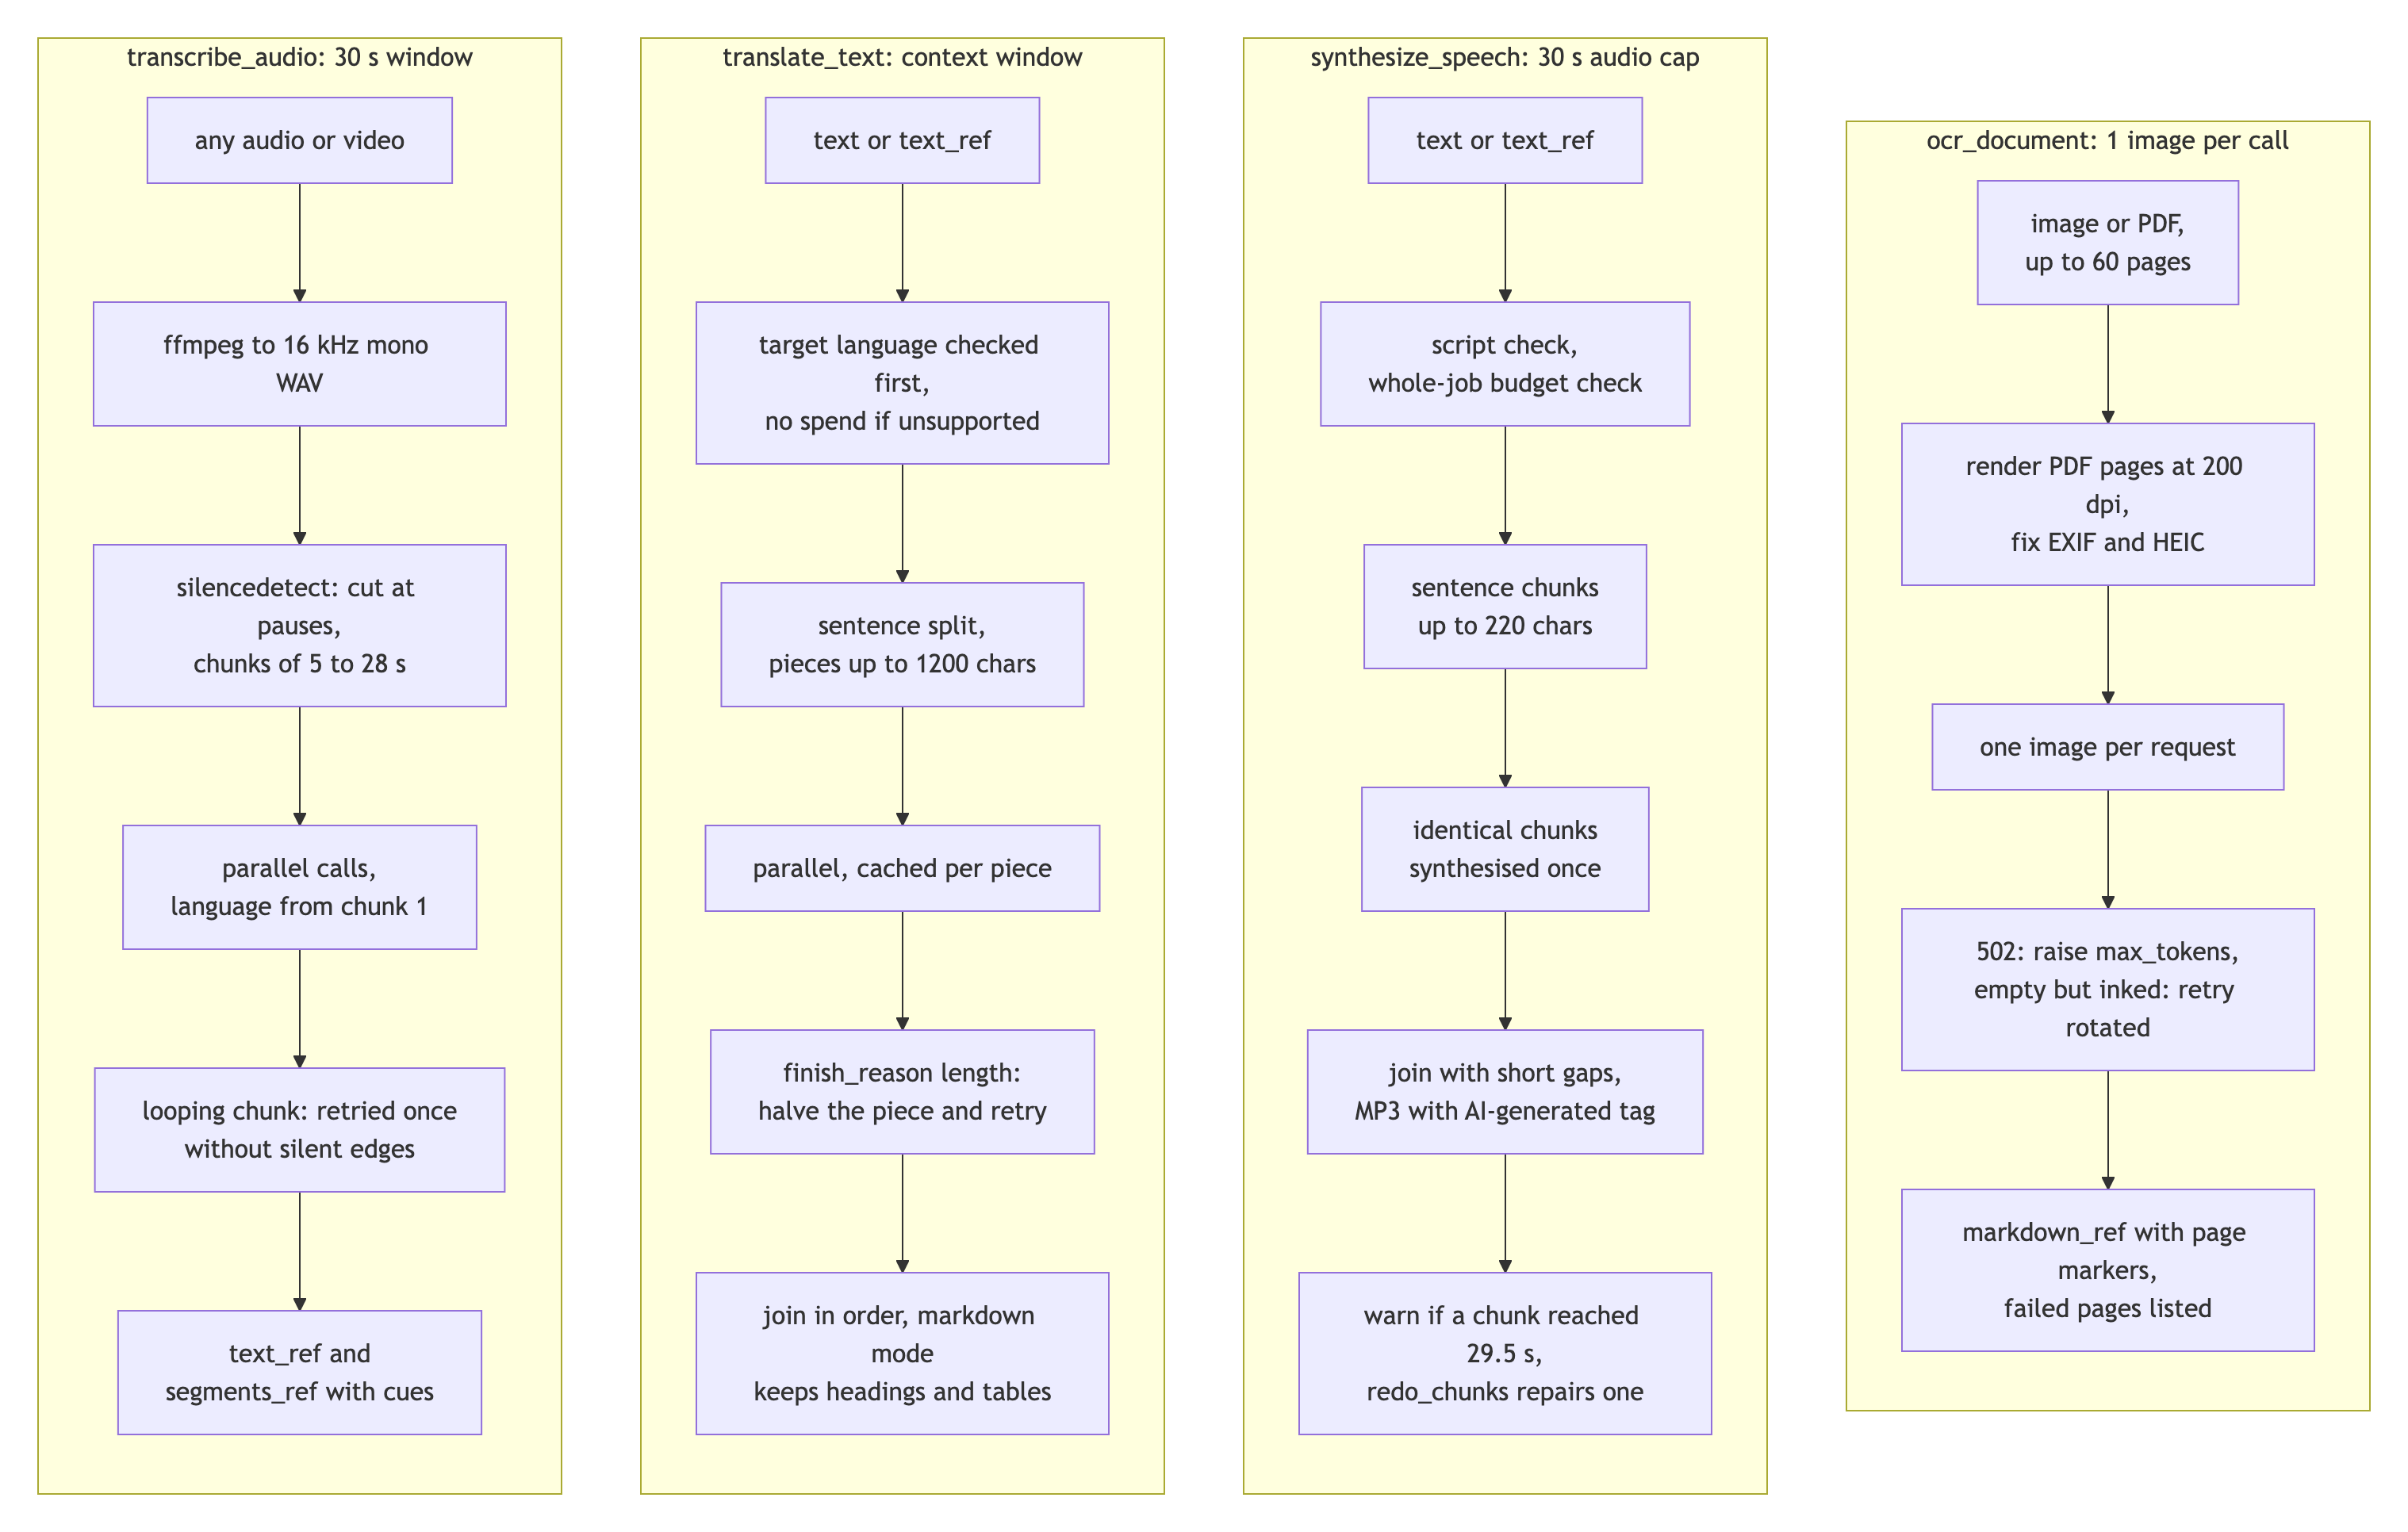 transcribe_audio: 30 s window
any audio or video
ffmpeg to 16 kHz mono
WAV
silencedetect: cut at
pauses,
chunks of 5 to 28 s
parallel calls,
language from chunk 1
looping chunk: retried once
without silent edges
text_ref and
segments_ref with cues
translate_text: context window
text or text_ref
target language checked
first,
no spend if unsupported
sentence split,
pieces up to 1200 chars
parallel, cached per piece
finish_reason length:
halve the piece and retry
join in order, markdown
mode
keeps headings and tables
synthesize_speech: 30 s audio cap
text or text_ref
script check,
whole-job budget check
sentence chunks
up to 220 chars
identical chunks
synthesised once
join with short gaps,
MP3 with AI-generated tag
warn if a chunk reached
29.5 s,
redo_chunks repairs one
ocr_document: 1 image per call
image or PDF,
up to 60 pages
render PDF pages at 200
dpi,
fix EXIF and HEIC
one image per request
502: raise max_tokens,
empty but inked: retry
rotated
markdown_ref with page
markers,
failed pages listed